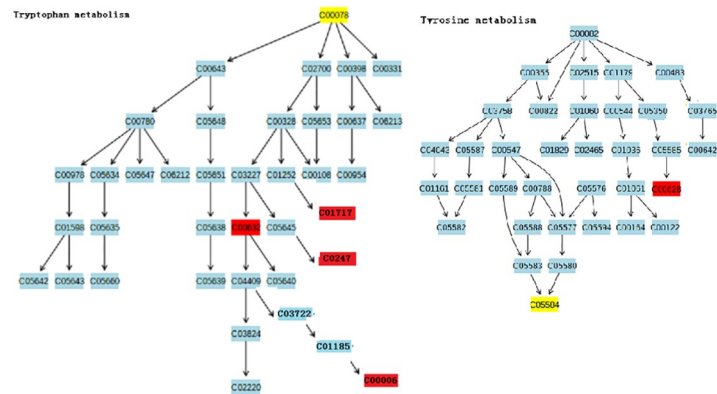 Tryptophan metabolism
C00078
C00643 C02700 C00398 C00331
C00780 C05648 C00328 C05653 C00637 C06213
C00978 C05634 C05647 C06212 C05651 C03227 C01252 C00108 C00954
C01717
C01598 C05635 C05638 C00632 C05645
C0247
C05642 C05643 C05660 C05639 C04409 C05640
C03722
C03824 C01185
C00006
C02220
Tyrosine metabolism
C00082
C00355 C02515 C01179 C00483
C03758 C00822 C01060 C00544 C05350 C03765
C04043 C05587 C00547 C01829 C02465 C01036 C05585 C00642
C01161 C05581 C05589 C00788 C05576 C01061
C05582 C05588 C05577 C05594 C00164 C00122
C05583 C05580
C05584